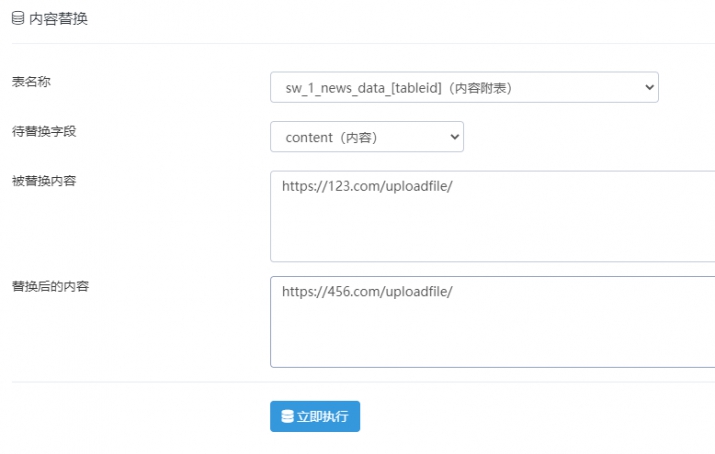 内容替换
表名称
sw_1_news_data_[tableid]（内容附表）
待替换字段
content（内容）
被替换内容
https://123.com/uploadfile/
替换后的内容
https://456.com/uploadfile/
立即执行